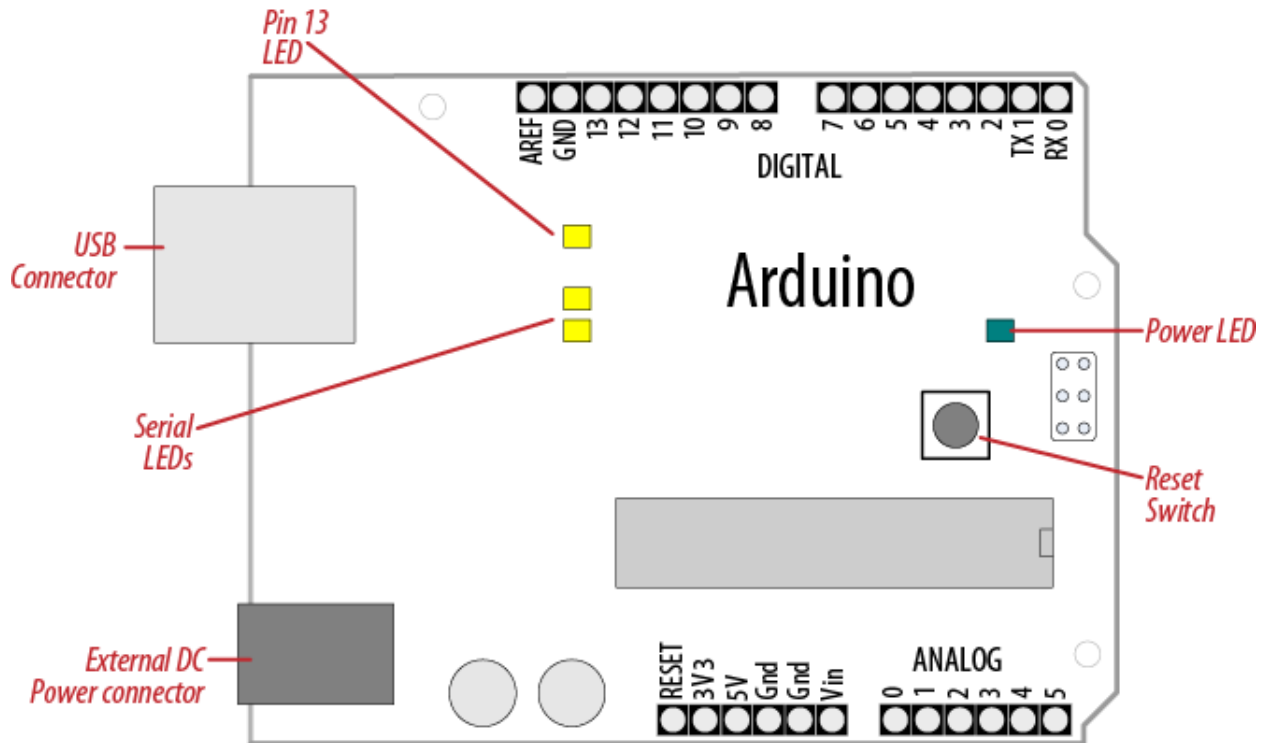 Pin 13
LED
AREF
GND
13
12
11
10
9
8
7
6
5
4
3
2
TX 1
RX 0
DIGITAL
USB
Connector
Arduino
Power LED
Serial
LEDs
Reset
Switch
External DC
Power connector
RESET
3V3
5V
Gnd
Gnd
Vin
ANALOG
0
1
2
3
4
5